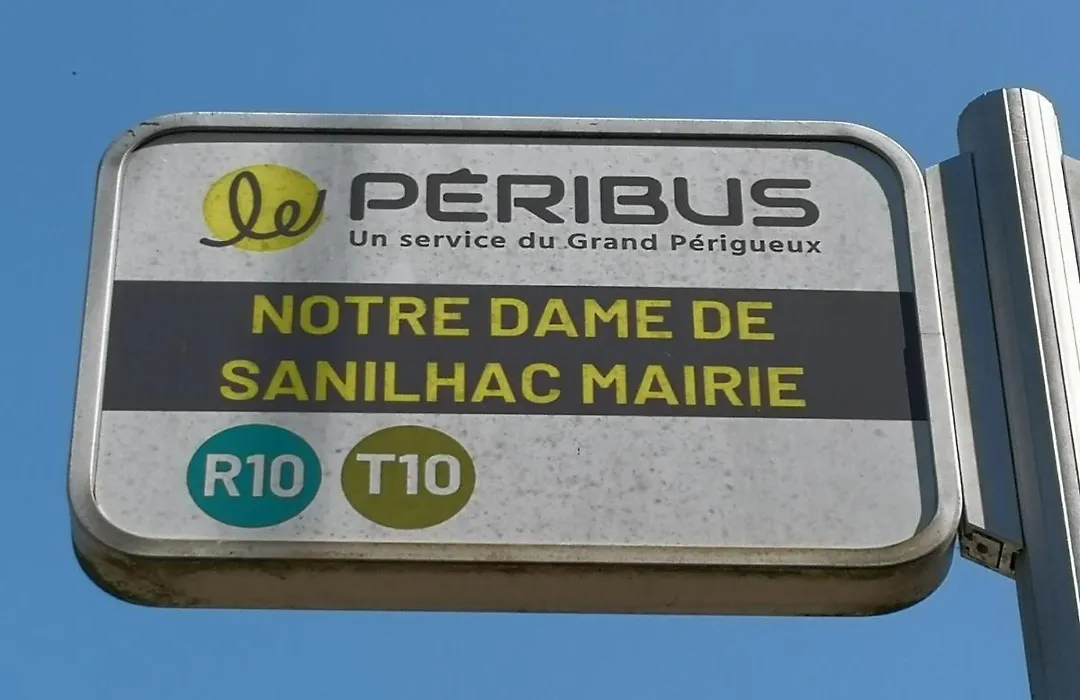 le PÉRIBUS
Un service du Grand Périgueux
NOTRE DAME DE
SANILHAC MAIRIE
R10 T10